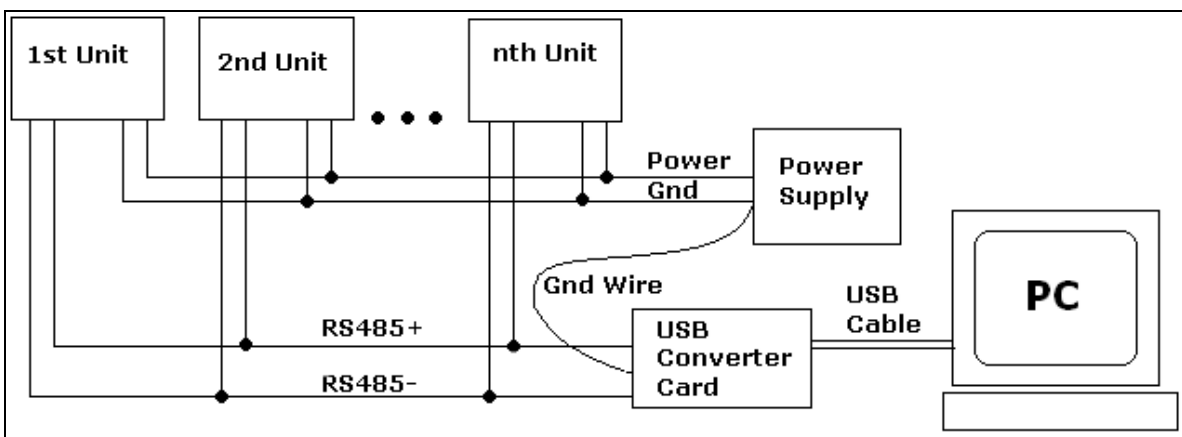 1st Unit
2nd Unit
nth Unit
Power
Gnd
Power
Supply
Gnd Wire
USB
Cable
PC
RS485+
RS485-
USB
Converter
Card